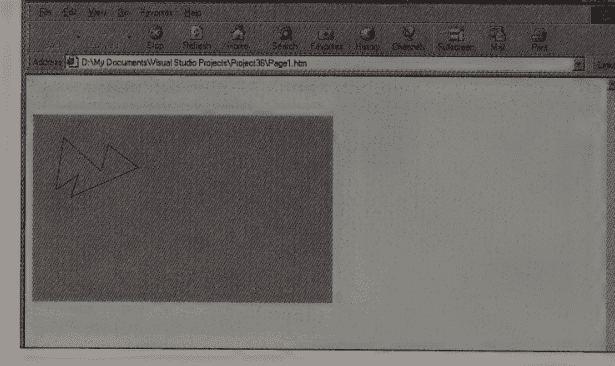 File Edit View Go Favorites Help
Stop Refresh Home Search Favorites History Channels Fullscreen Mail Print
Address D:\My Documents\Visual Studio Projects\Project36\Page1.htm Links